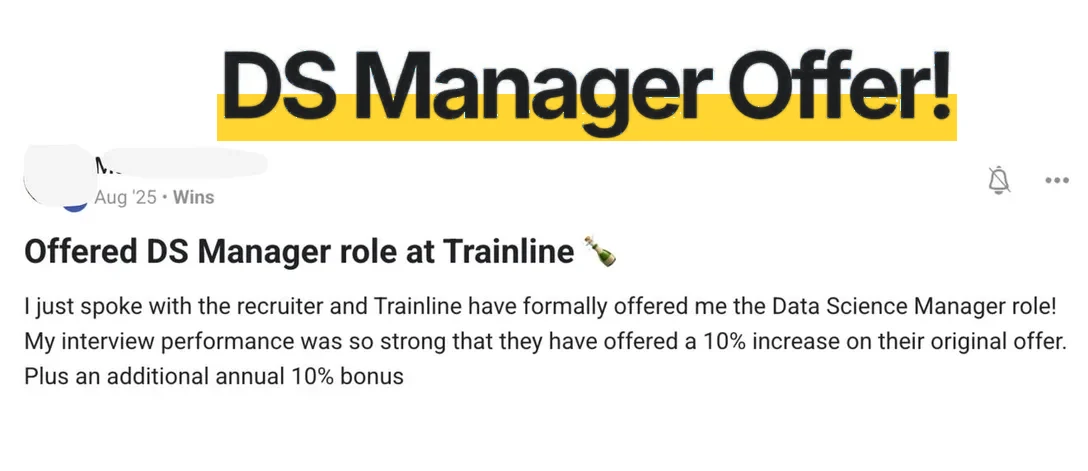 DS Manager Offer!
Aug '25 • Wins
Offered DS Manager role at Trainline 🍾
I just spoke with the recruiter and Trainline have formally offered me the Data Science Manager role!
My interview performance was so strong that they have offered a 10% increase on their original offer.
Plus an additional annual 10% bonus